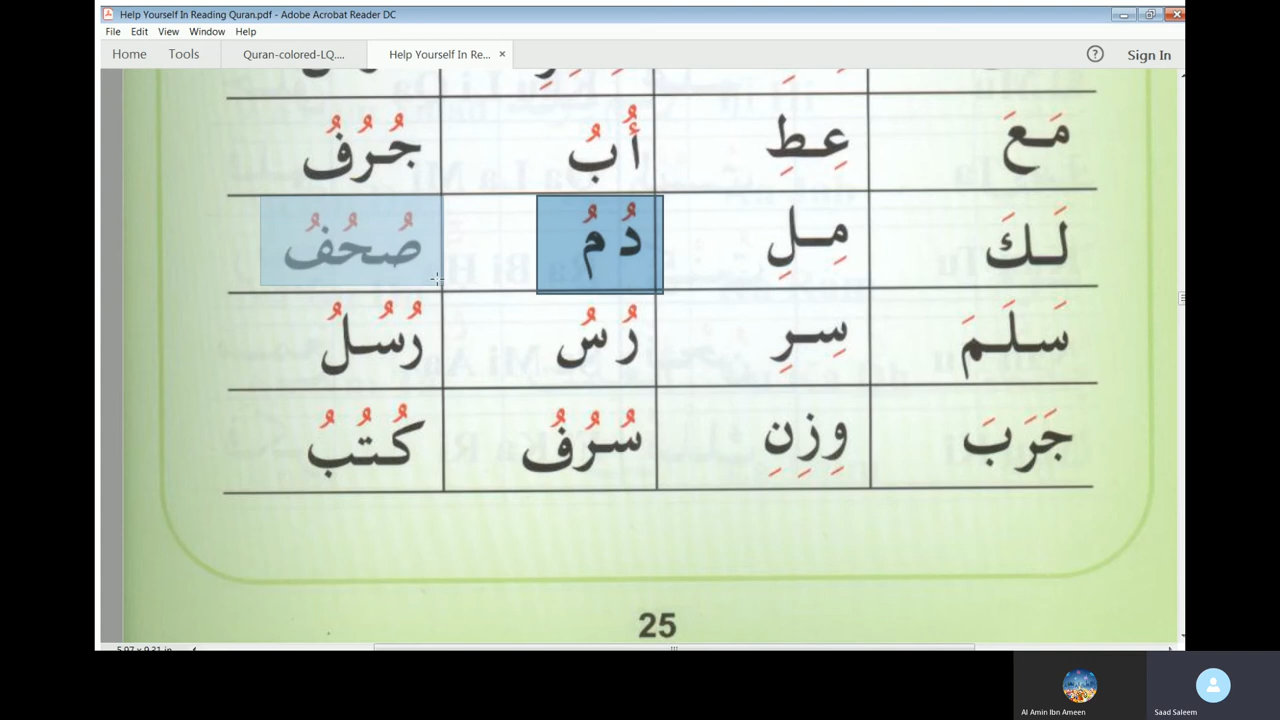 Help Yourself In Reading Quran.pdf - Adobe Acrobat Reader DC
File Edit View Window Help
Home Tools Quran-colored-LQ.... Help Yourself In Re... × Sign In
مَعَ عِطِ أُبُ جُرُفُ
لَكَ مِلِ دُمُ صُحُفُ
سَلَمَ سِرِ رُسُ رُسُلُ
جَرَبَ وِزِنِ سُرُفُ كُتُبُ
25
Al Amin Ibn Ameen Saad Saleem